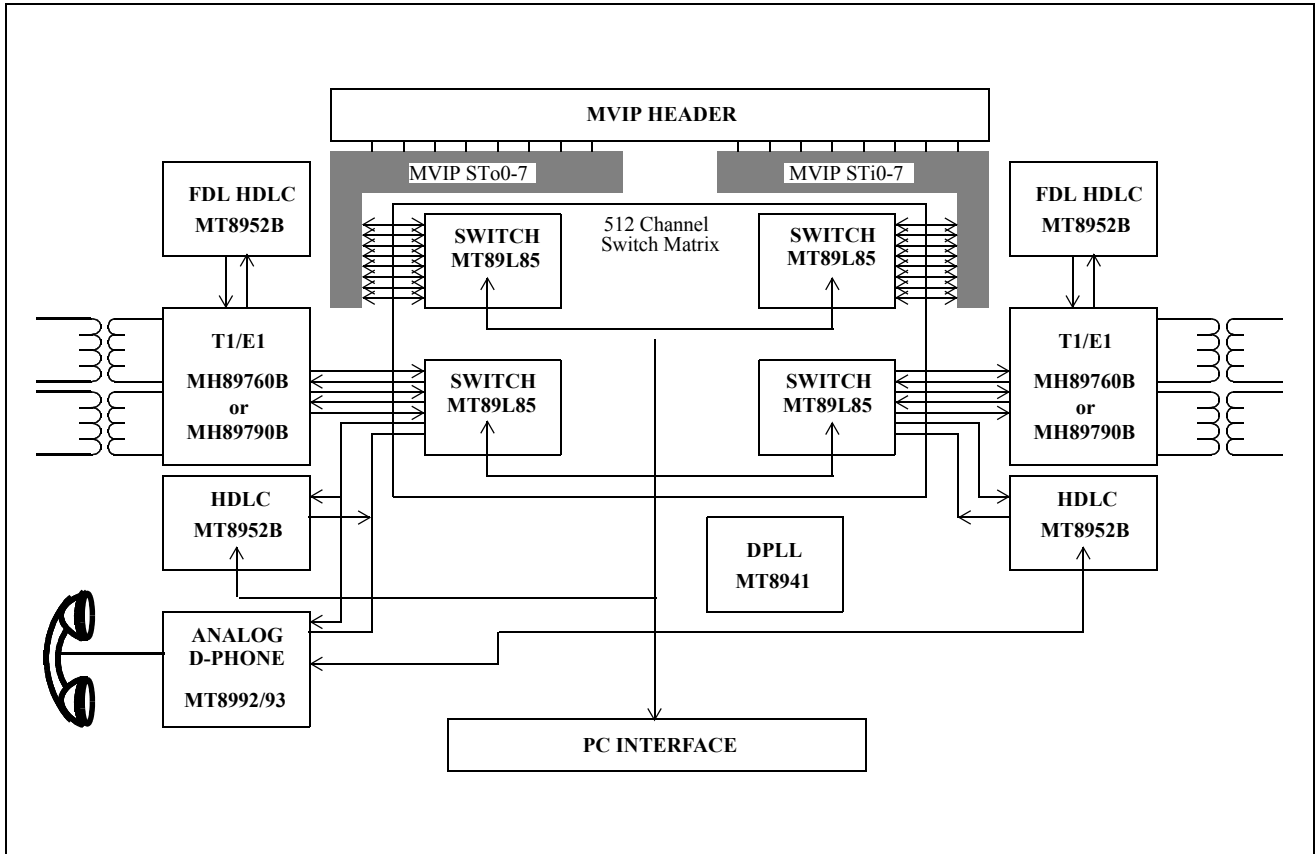 MVIP HEADER
MVIP STo0-7
MVIP STi0-7
FDL HDLC
MT8952B
FDL HDLC
MT8952B
512 Channel
Switch Matrix
SWITCH
MT89L85
SWITCH
MT89L85
T1/E1
MH89760B
or
MH89790B
SWITCH
MT89L85
SWITCH
MT89L85
T1/E1
MH89760B
or
MH89790B
HDLC
MT8952B
HDLC
MT8952B
DPLL
MT8941
ANALOG
D-PHONE
MT8992/93
PC INTERFACE